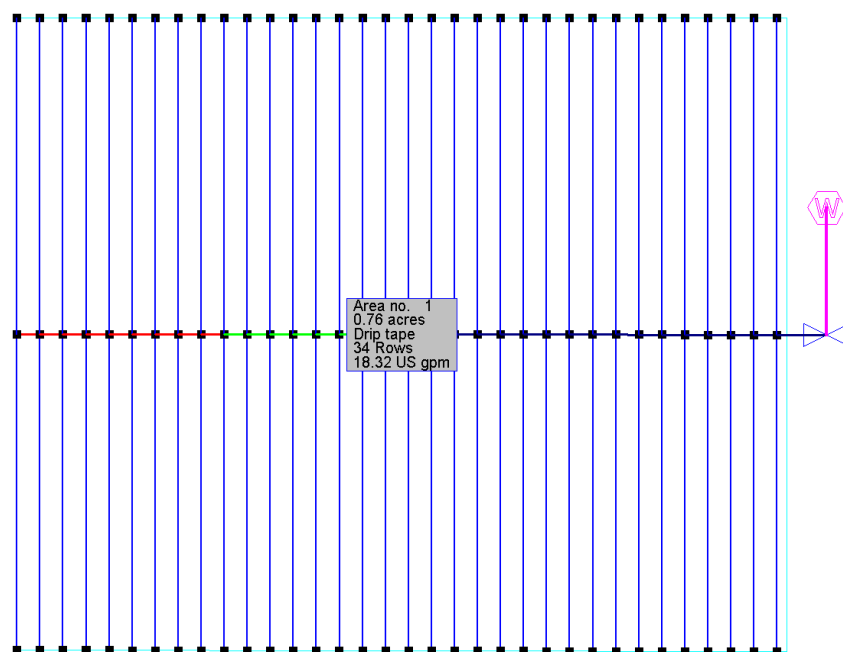 W
Area no. 1
0.76 acres
Drip tape
34 Rows
18.32 US gpm